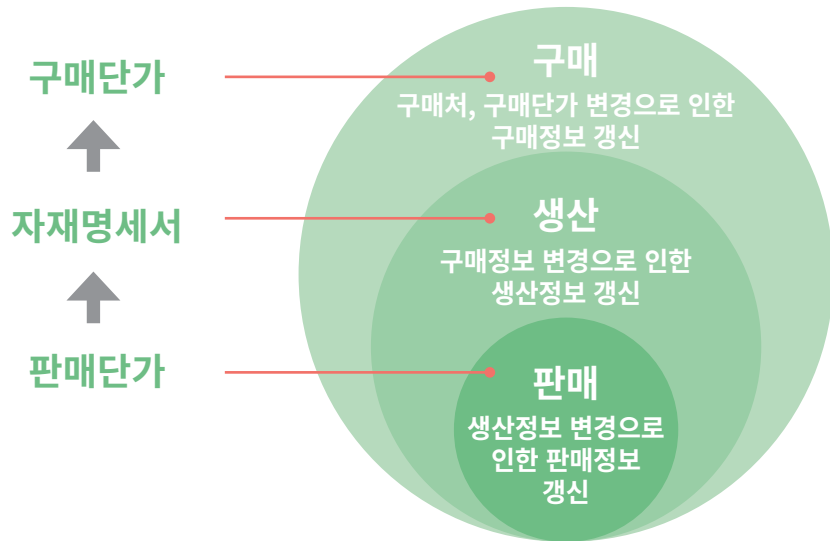 구매단가
구매
구매처, 구매단가 변경으로 인한
구매정보 갱신
자재명세서
생산
구매정보 변경으로 인한
생산정보 갱신
판매단가
판매
생산정보 변경으로
인한 판매정보
갱신